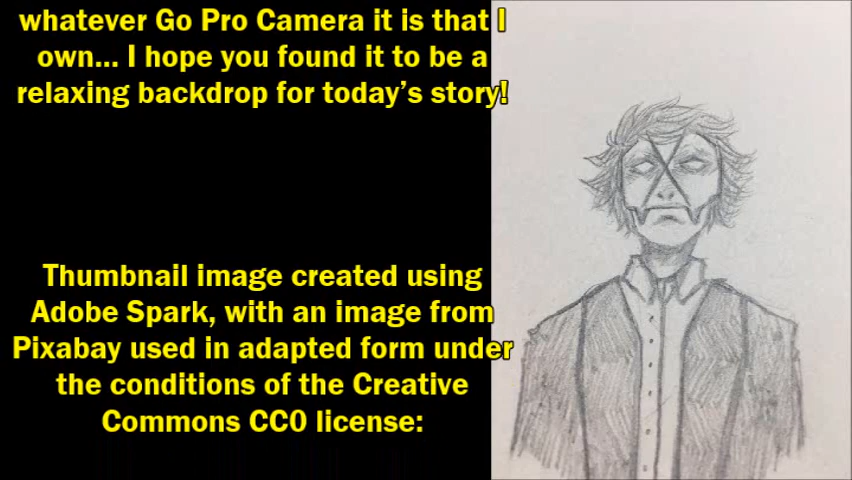 whatever Go Pro Camera it is that I
own... I hope you found it to be a
relaxing backdrop for today's story!
Thumbnail image created using
Adobe Spark, with an image from
Pixabay used in adapted form under
the conditions of the Creative
Commons CC0 license: